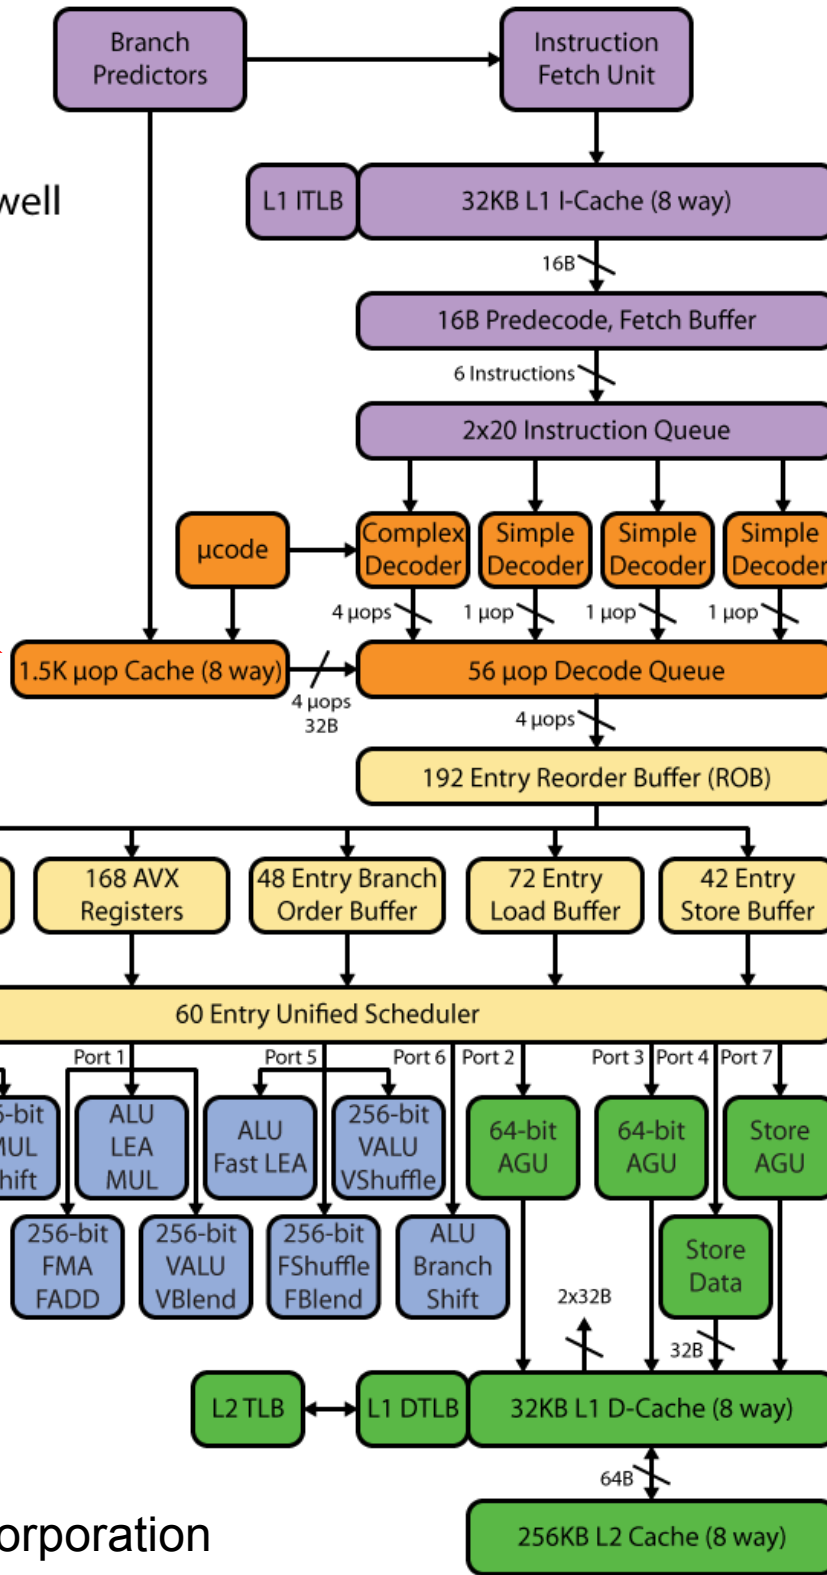 Branch
Predictors
Instruction
Fetch Unit
well
L1 ITLB
32KB L1 I-Cache (8 way)
16B
16B Predecode, Fetch Buffer
6 Instructions
2x20 Instruction Queue
µcode
Complex
Decoder
Simple
Decoder
Simple
Decoder
Simple
Decoder
4 µops
1 µop
1 µop
1 µop
1.5K µop Cache (8 way)
4 µops
32B
56 µop Decode Queue
4 µops
192 Entry Reorder Buffer (ROB)
168 AVX
Registers
48 Entry Branch
Order Buffer
72 Entry
Load Buffer
42 Entry
Store Buffer
60 Entry Unified Scheduler
Port 1
Port 5
Port 6
Port 2
Port 3
Port 4
Port 7
6-bit
MUL
hift
ALU
LEA
MUL
ALU
Fast LEA
256-bit
VALU
VShuffle
64-bit
AGU
64-bit
AGU
Store
AGU
256-bit
FMA
FADD
256-bit
VALU
VBlend
256-bit
FShuffle
FBlend
ALU
Branch
Shift
Store
Data
2x32B
32B
L2 TLB
L1 DTLB
32KB L1 D-Cache (8 way)
64B
256KB L2 Cache (8 way)
orporation